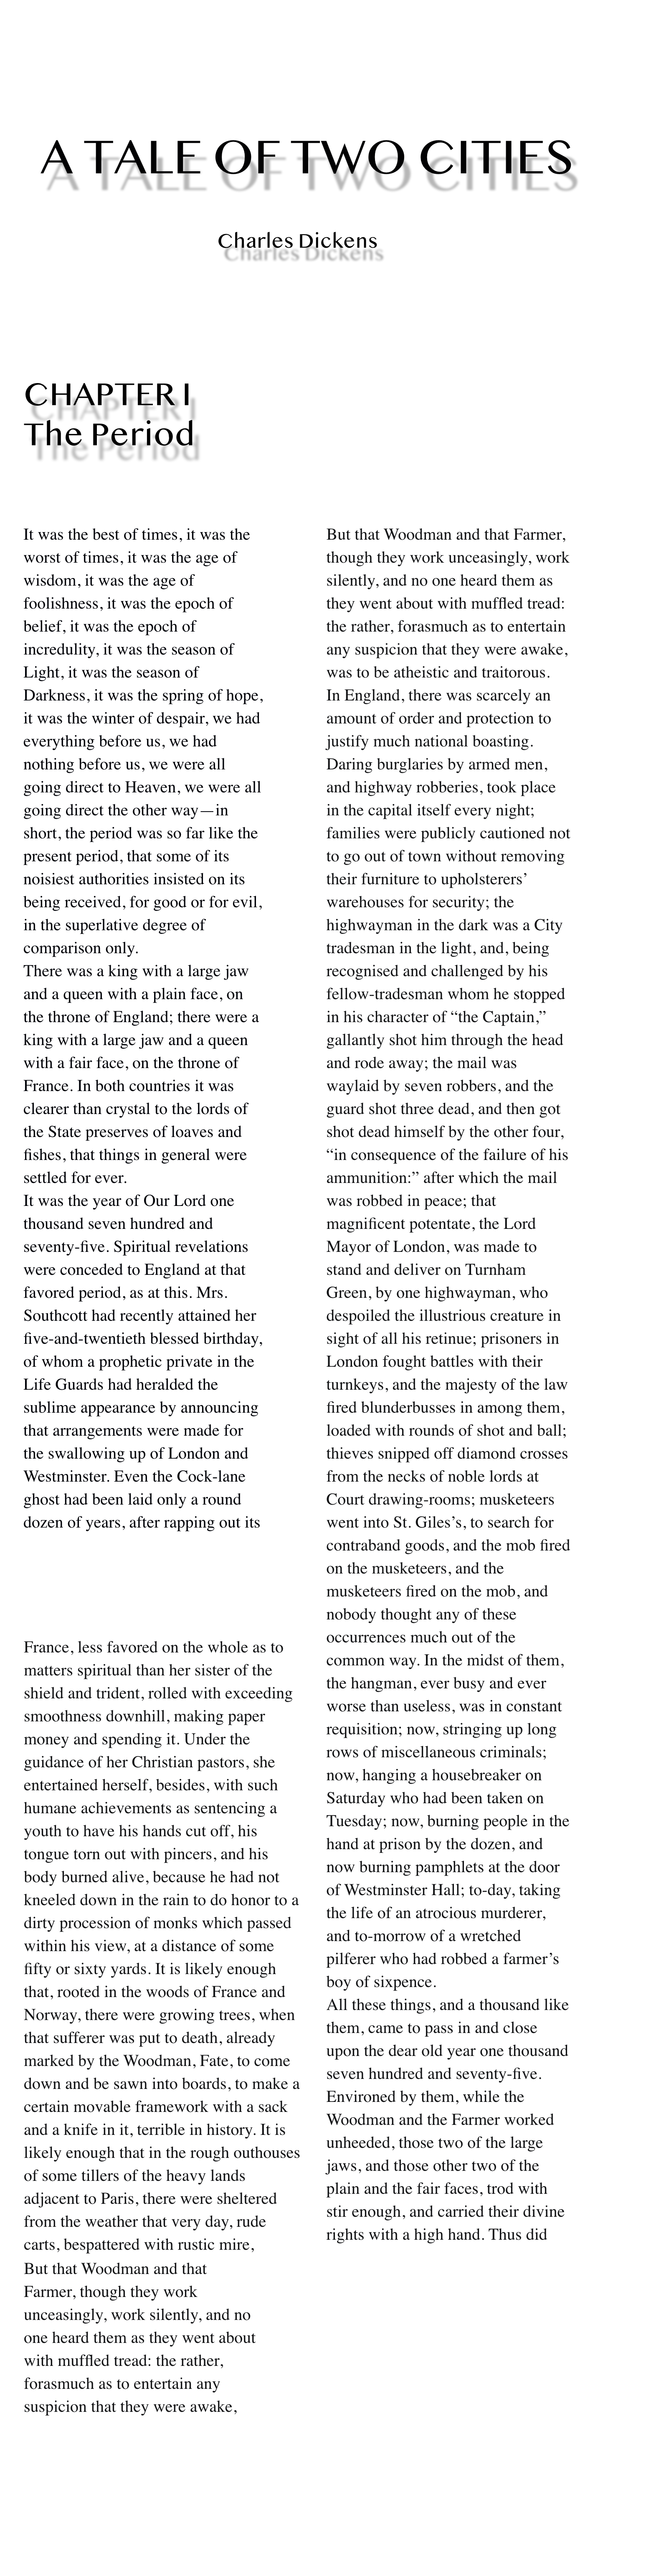 A TALE OF TWO CITIES
Charles Dickens
CHAPTER I
The Period
It was the best of times, it was the
worst of times, it was the age of
wisdom, it was the age of
foolishness, it was the epoch of
belief, it was the epoch of
incredulity, it was the season of
Light, it was the season of
Darkness, it was the spring of hope,
it was the winter of despair, we had
everything before us, we had
nothing before us, we were all
going direct to Heaven, we were all
going direct the other way—in
short, the period was so far like the
present period, that some of its
noisiest authorities insisted on its
being received, for good or for evil,
in the superlative degree of
comparison only.
There was a king with a large jaw
and a queen with a plain face, on
the throne of England; there were a
king with a large jaw and a queen
with a fair face, on the throne of
France. In both countries it was
clearer than crystal to the lords of
the State preserves of loaves and
fishes, that things in general were
settled for ever.
It was the year of Our Lord one
thousand seven hundred and
seventy-five. Spiritual revelations
were conceded to England at that
favored period, as at this. Mrs.
Southcott had recently attained her
five-and-twentieth blessed birthday,
of whom a prophetic private in the
Life Guards had heralded the
sublime appearance by announcing
that arrangements were made for
the swallowing up of London and
Westminster. Even the Cock-lane
ghost had been laid only a round
dozen of years, after rapping out its
France, less favored on the whole as to
matters spiritual than her sister of the
shield and trident, rolled with exceeding
smoothness downhill, making paper
money and spending it. Under the
guidance of her Christian pastors, she
entertained herself, besides, with such
humane achievements as sentencing a
youth to have his hands cut off, his
tongue torn out with pincers, and his
body burned alive, because he had not
kneeled down in the rain to do honor to a
dirty procession of monks which passed
within his view, at a distance of some
fifty or sixty yards. It is likely enough
that, rooted in the woods of France and
Norway, there were growing trees, when
that sufferer was put to death, already
marked by the Woodman, Fate, to come
down and be sawn into boards, to make a
certain movable framework with a sack
and a knife in it, terrible in history. It is
likely enough that in the rough outhouses
of some tillers of the heavy lands
adjacent to Paris, there were sheltered
from the weather that very day, rude
carts, bespattered with rustic mire,
But that Woodman and that
Farmer, though they work
unceasingly, work silently, and no
one heard them as they went about
with muffled tread: the rather,
forasmuch as to entertain any
suspicion that they were awake,
But that Woodman and that Farmer,
though they work unceasingly, work
silently, and no one heard them as
they went about with muffled tread:
the rather, forasmuch as to entertain
any suspicion that they were awake,
was to be atheistic and traitorous.
In England, there was scarcely an
amount of order and protection to
justify much national boasting.
Daring burglaries by armed men,
and highway robberies, took place
in the capital itself every night;
families were publicly cautioned not
to go out of town without removing
their furniture to upholsterers’
warehouses for security; the
highwayman in the dark was a City
tradesman in the light, and, being
recognised and challenged by his
fellow-tradesman whom he stopped
in his character of “the Captain,”
gallantly shot him through the head
and rode away; the mail was
waylaid by seven robbers, and the
guard shot three dead, and then got
shot dead himself by the other four,
“in consequence of the failure of his
ammunition:” after which the mail
was robbed in peace; that
magnificent potentate, the Lord
Mayor of London, was made to
stand and deliver on Turnham
Green, by one highwayman, who
despoiled the illustrious creature in
sight of all his retinue; prisoners in
London fought battles with their
turnkeys, and the majesty of the law
fired blunderbusses in among them,
loaded with rounds of shot and ball;
thieves snipped off diamond crosses
from the necks of noble lords at
Court drawing-rooms; musketeers
went into St. Giles’s, to search for
contraband goods, and the mob fired
on the musketeers, and the
musketeers fired on the mob, and
nobody thought any of these
occurrences much out of the
common way. In the midst of them,
the hangman, ever busy and ever
worse than useless, was in constant
requisition; now, stringing up long
rows of miscellaneous criminals;
now, hanging a housebreaker on
Saturday who had been taken on
Tuesday; now, burning people in the
hand at prison by the dozen, and
now burning pamphlets at the door
of Westminster Hall; to-day, taking
the life of an atrocious murderer,
and to-morrow of a wretched
pilferer who had robbed a farmer’s
boy of sixpence.
All these things, and a thousand like
them, came to pass in and close
upon the dear old year one thousand
seven hundred and seventy-five.
Environed by them, while the
Woodman and the Farmer worked
unheeded, those two of the large
jaws, and those other two of the
plain and the fair faces, trod with
stir enough, and carried their divine
rights with a high hand. Thus did